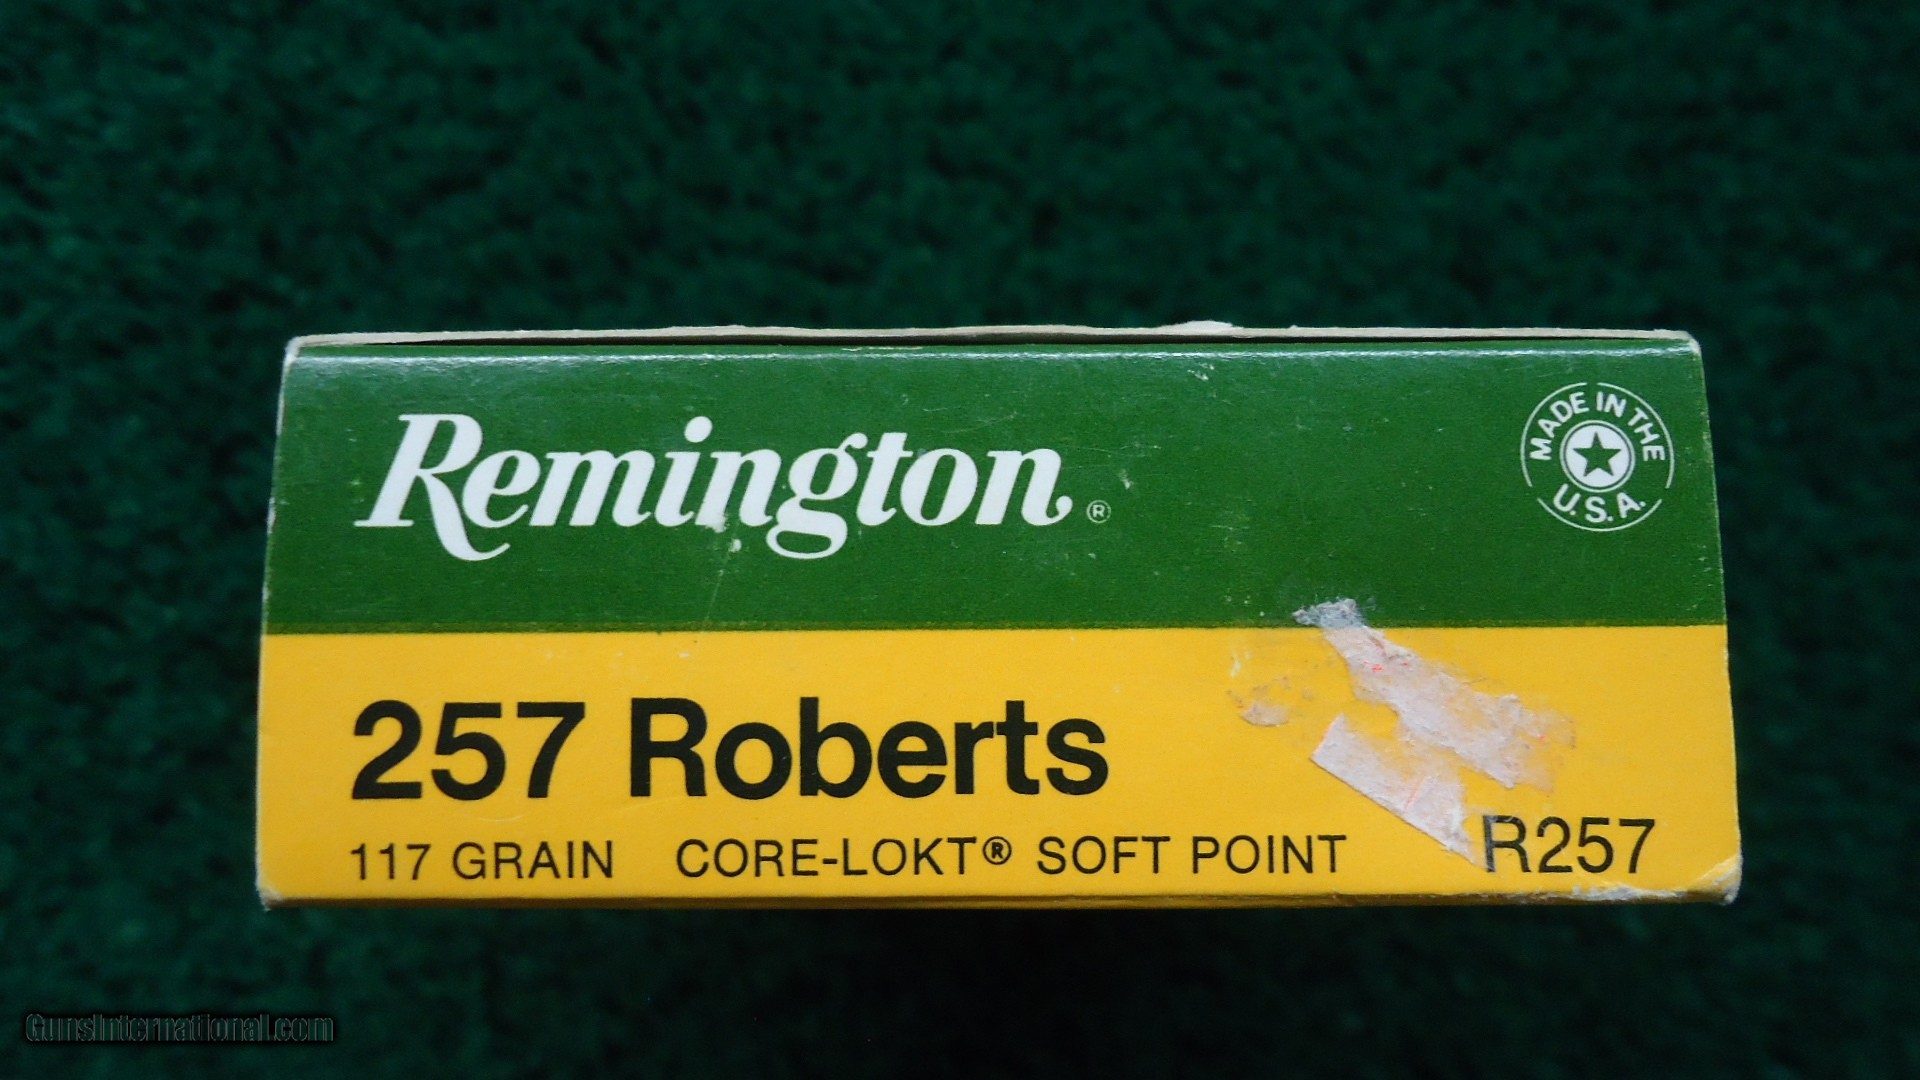 Remington®
MADE IN THE
U.S.A.
257 Roberts
117 GRAIN CORE-LOKT® SOFT POINT R257
GunsInternational.com